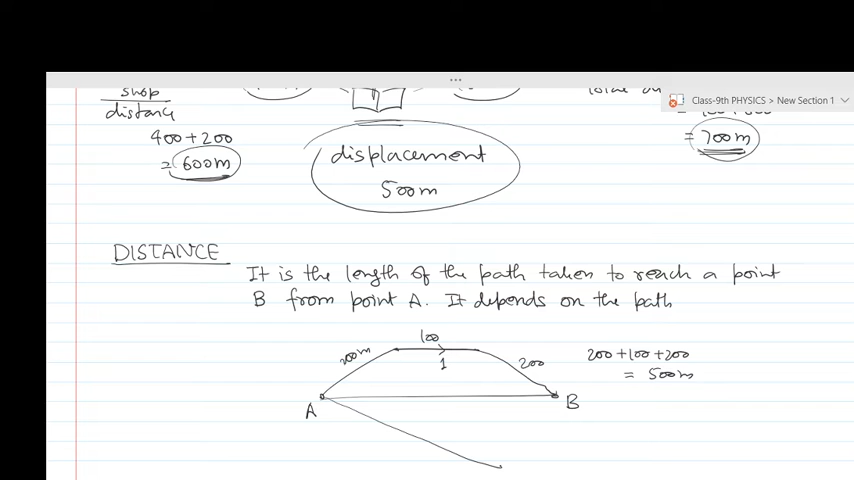 shop
distance
400 + 200
= 600m
displacement
500m
Class-9th PHYSICS > New Section 1
= 700m
DISTANCE
It is the length of the path taken to reach a point
B from point A. It depends on the path
100
200m
1
200
200 + 100 + 200
= 500m
A
B